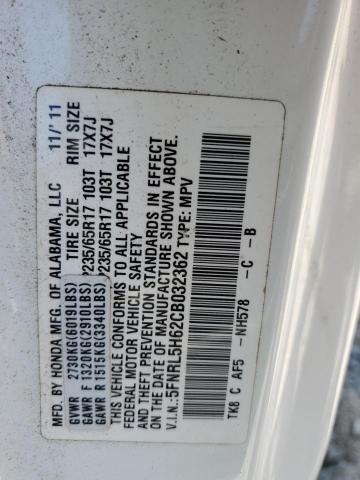 MFD. BY HONDA MFG. OF ALABAMA, LLC 11/'11
GVWR 2730KG(6019LBS) TIRE SIZE RIM SIZE
GAWR F 1320KG(2910LBS) P235/65R17 103T 17X7J
GAWR R 1515KG(3340LBS) P235/65R17 103T 17X7J
THIS VEHICLE CONFORMS TO ALL APPLICABLE
FEDERAL MOTOR VEHICLE SAFETY
AND THEFT PREVENTION STANDARDS IN EFFECT
ON THE DATE OF MANUFACTURE SHOWN ABOVE.
V.I.N.:5FNRL5H62CB032362 TYPE: MPV
TK8 C AF5 -NH578 -C -B